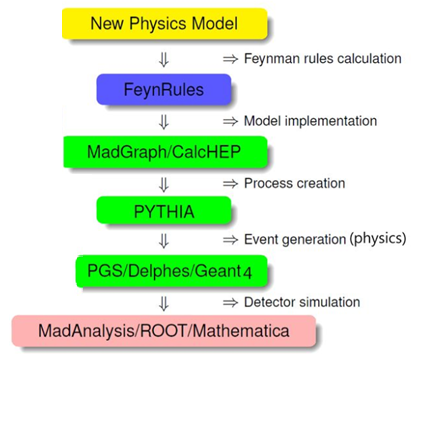 New Physics Model
⇓ ⇒ Feynman rules calculation
FeynRules
⇓ ⇒ Model implementation
MadGraph/CalcHEP
⇓ ⇒ Process creation
PYTHIA
⇓ ⇒ Event generation (physics)
PGS/Delphes/Geant4
⇓ ⇒ Detector simulation
MadAnalysis/ROOT/Mathematica